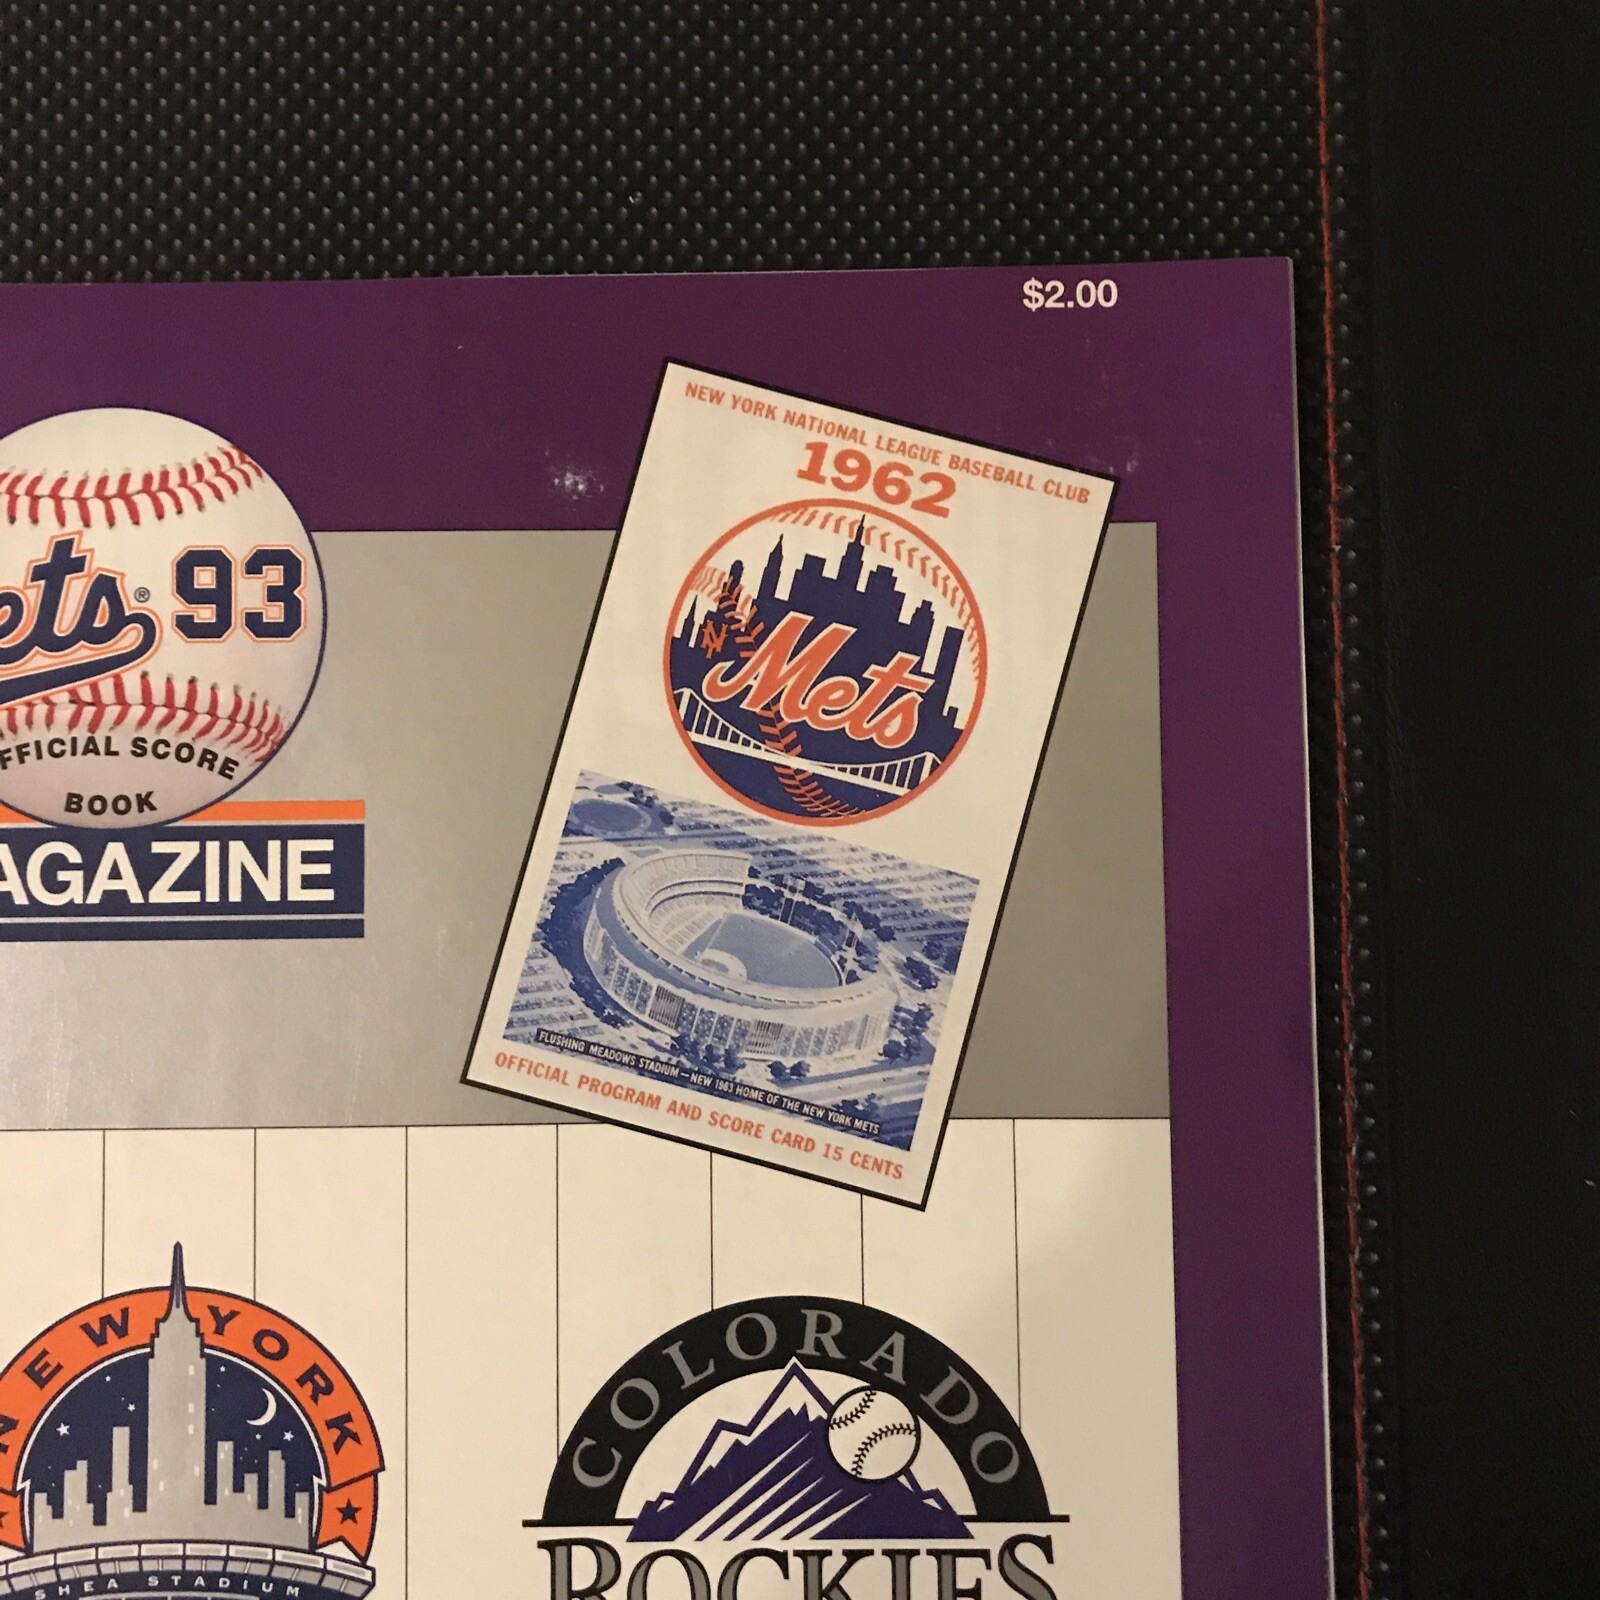 $2.00
NEW YORK NATIONAL LEAGUE BASEBALL CLUB
1962
NY
Mets
FLUSHING MEADOWS STADIUM — NEW 1963 HOME OF THE NEW YORK METS
OFFICIAL PROGRAM AND SCORE CARD 15 CENTS
ets® 93
FFICIAL SCORE
BOOK
AGAZINE
NEW YORK
SHEA STADIUM
COLORADO
ROCKIES